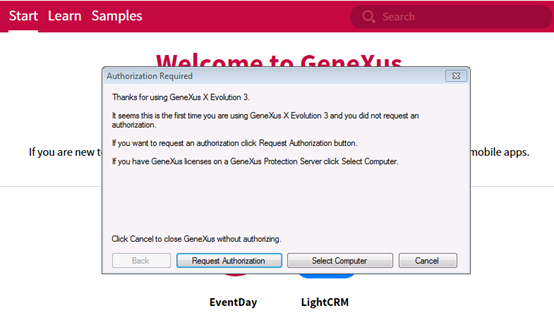 Start Learn Samples Search
Welcome to GeneXus
Authorization Required
Thanks for using GeneXus X Evolution 3.
It seems this is the first time you are using GeneXus X Evolution 3 and you did not request an
authorization.
If you want to request an authorization click Request Authorization button.
If you are new t
mobile apps.
If you have GeneXus licenses on a GeneXus Protection Server click Select Computer.
Click Cancel to close GeneXus without authorizing.
Back Request Authorization Select Computer Cancel
EventDay LightCRM